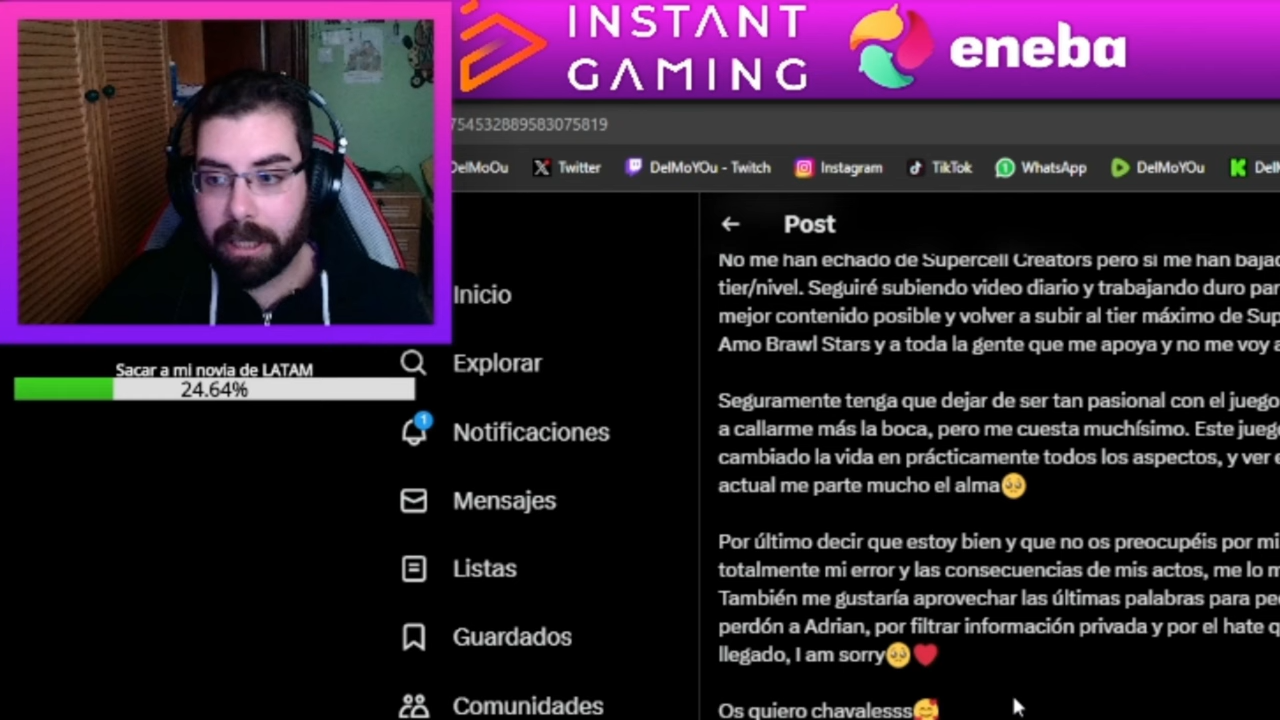 INSTANT
GAMING
eneba
754532889583075819
DelMoOu
Twitter
DelMoYOu - Twitch
Instagram
TikTok
WhatsApp
DelMoYOu
Post
No me han echado de Supercell Creators pero sí me han
tier/nivel. Seguiré subiendo video diario y trabajando duro
mejor contenido posible y volver a subir al tier máximo de
Amo Brawl Stars y a toda la gente que me apoya y no me voy
Seguramente tenga que dejar de ser tan pasional con el juego
a callarme más la boca, pero me cuesta muchísimo. Este
cambiado la vida en prácticamente todos los aspectos, y ver
actual me parte mucho el alma🥺
Por último decir que estoy bien y que no os preocupéis por mi
totalmente mi error y las consecuencias de mis actos, me lo
También me gustaría aprovechar las últimas palabras para
perdón a Adrian, por filtrar información privada y por el hate
llegado, I am sorry🥺❤️
Os quiero chavalesss🥰
Inicio
Explorar
Notificaciones
1
Mensajes
Listas
Guardados
Comunidades
Sacar a mi novia de LATAM
24.64%